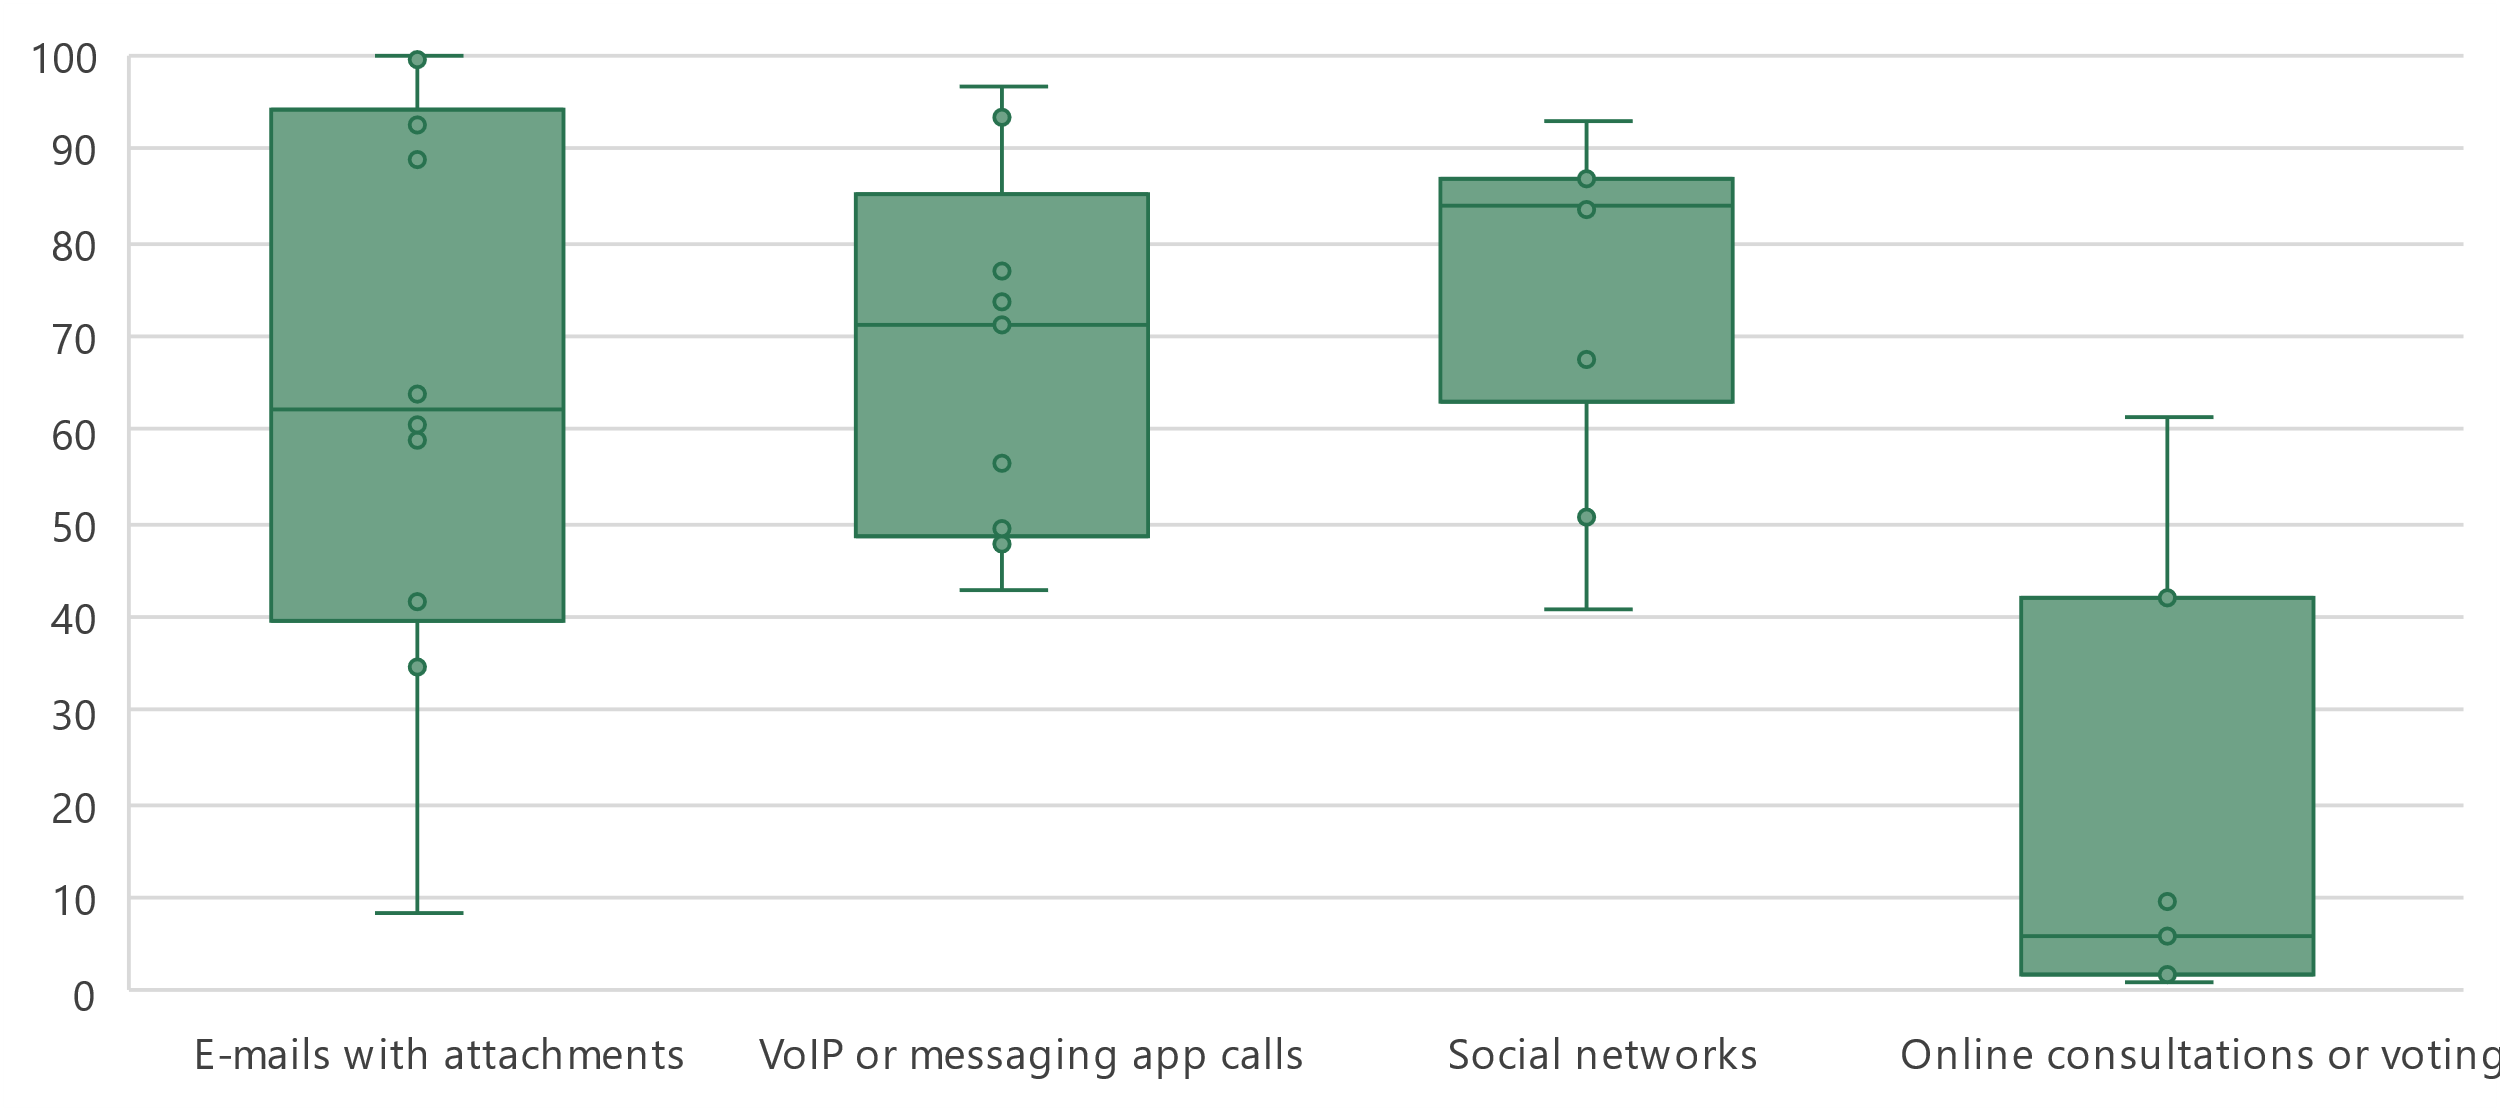 100
90
80
70
60
50
40
30
20
10
0
E-mails with attachments
VoIP or messaging app calls
Social networks
Online consultations or voting